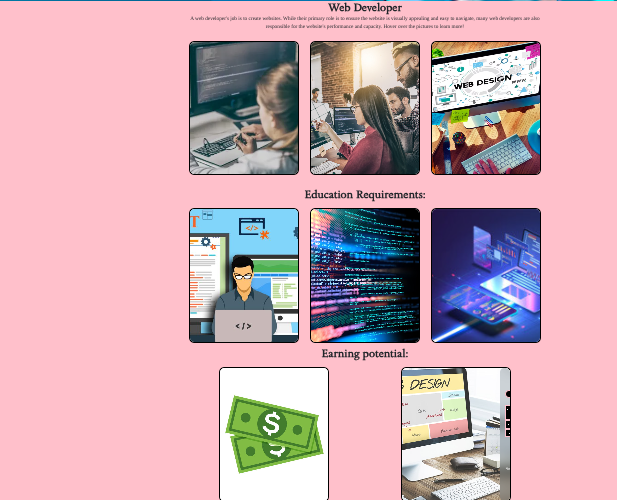 Web Developer
A web developer's job is to create websites. While their primary role is to ensure the website is visually appealing and easy to navigate, many web developers are also
responsible for the website's performance and capacity. Hover over the pictures to learn more!
WEB DESIGN
Education Requirements:
T
</>
</>
Earning potential:
$
$
DESIGN